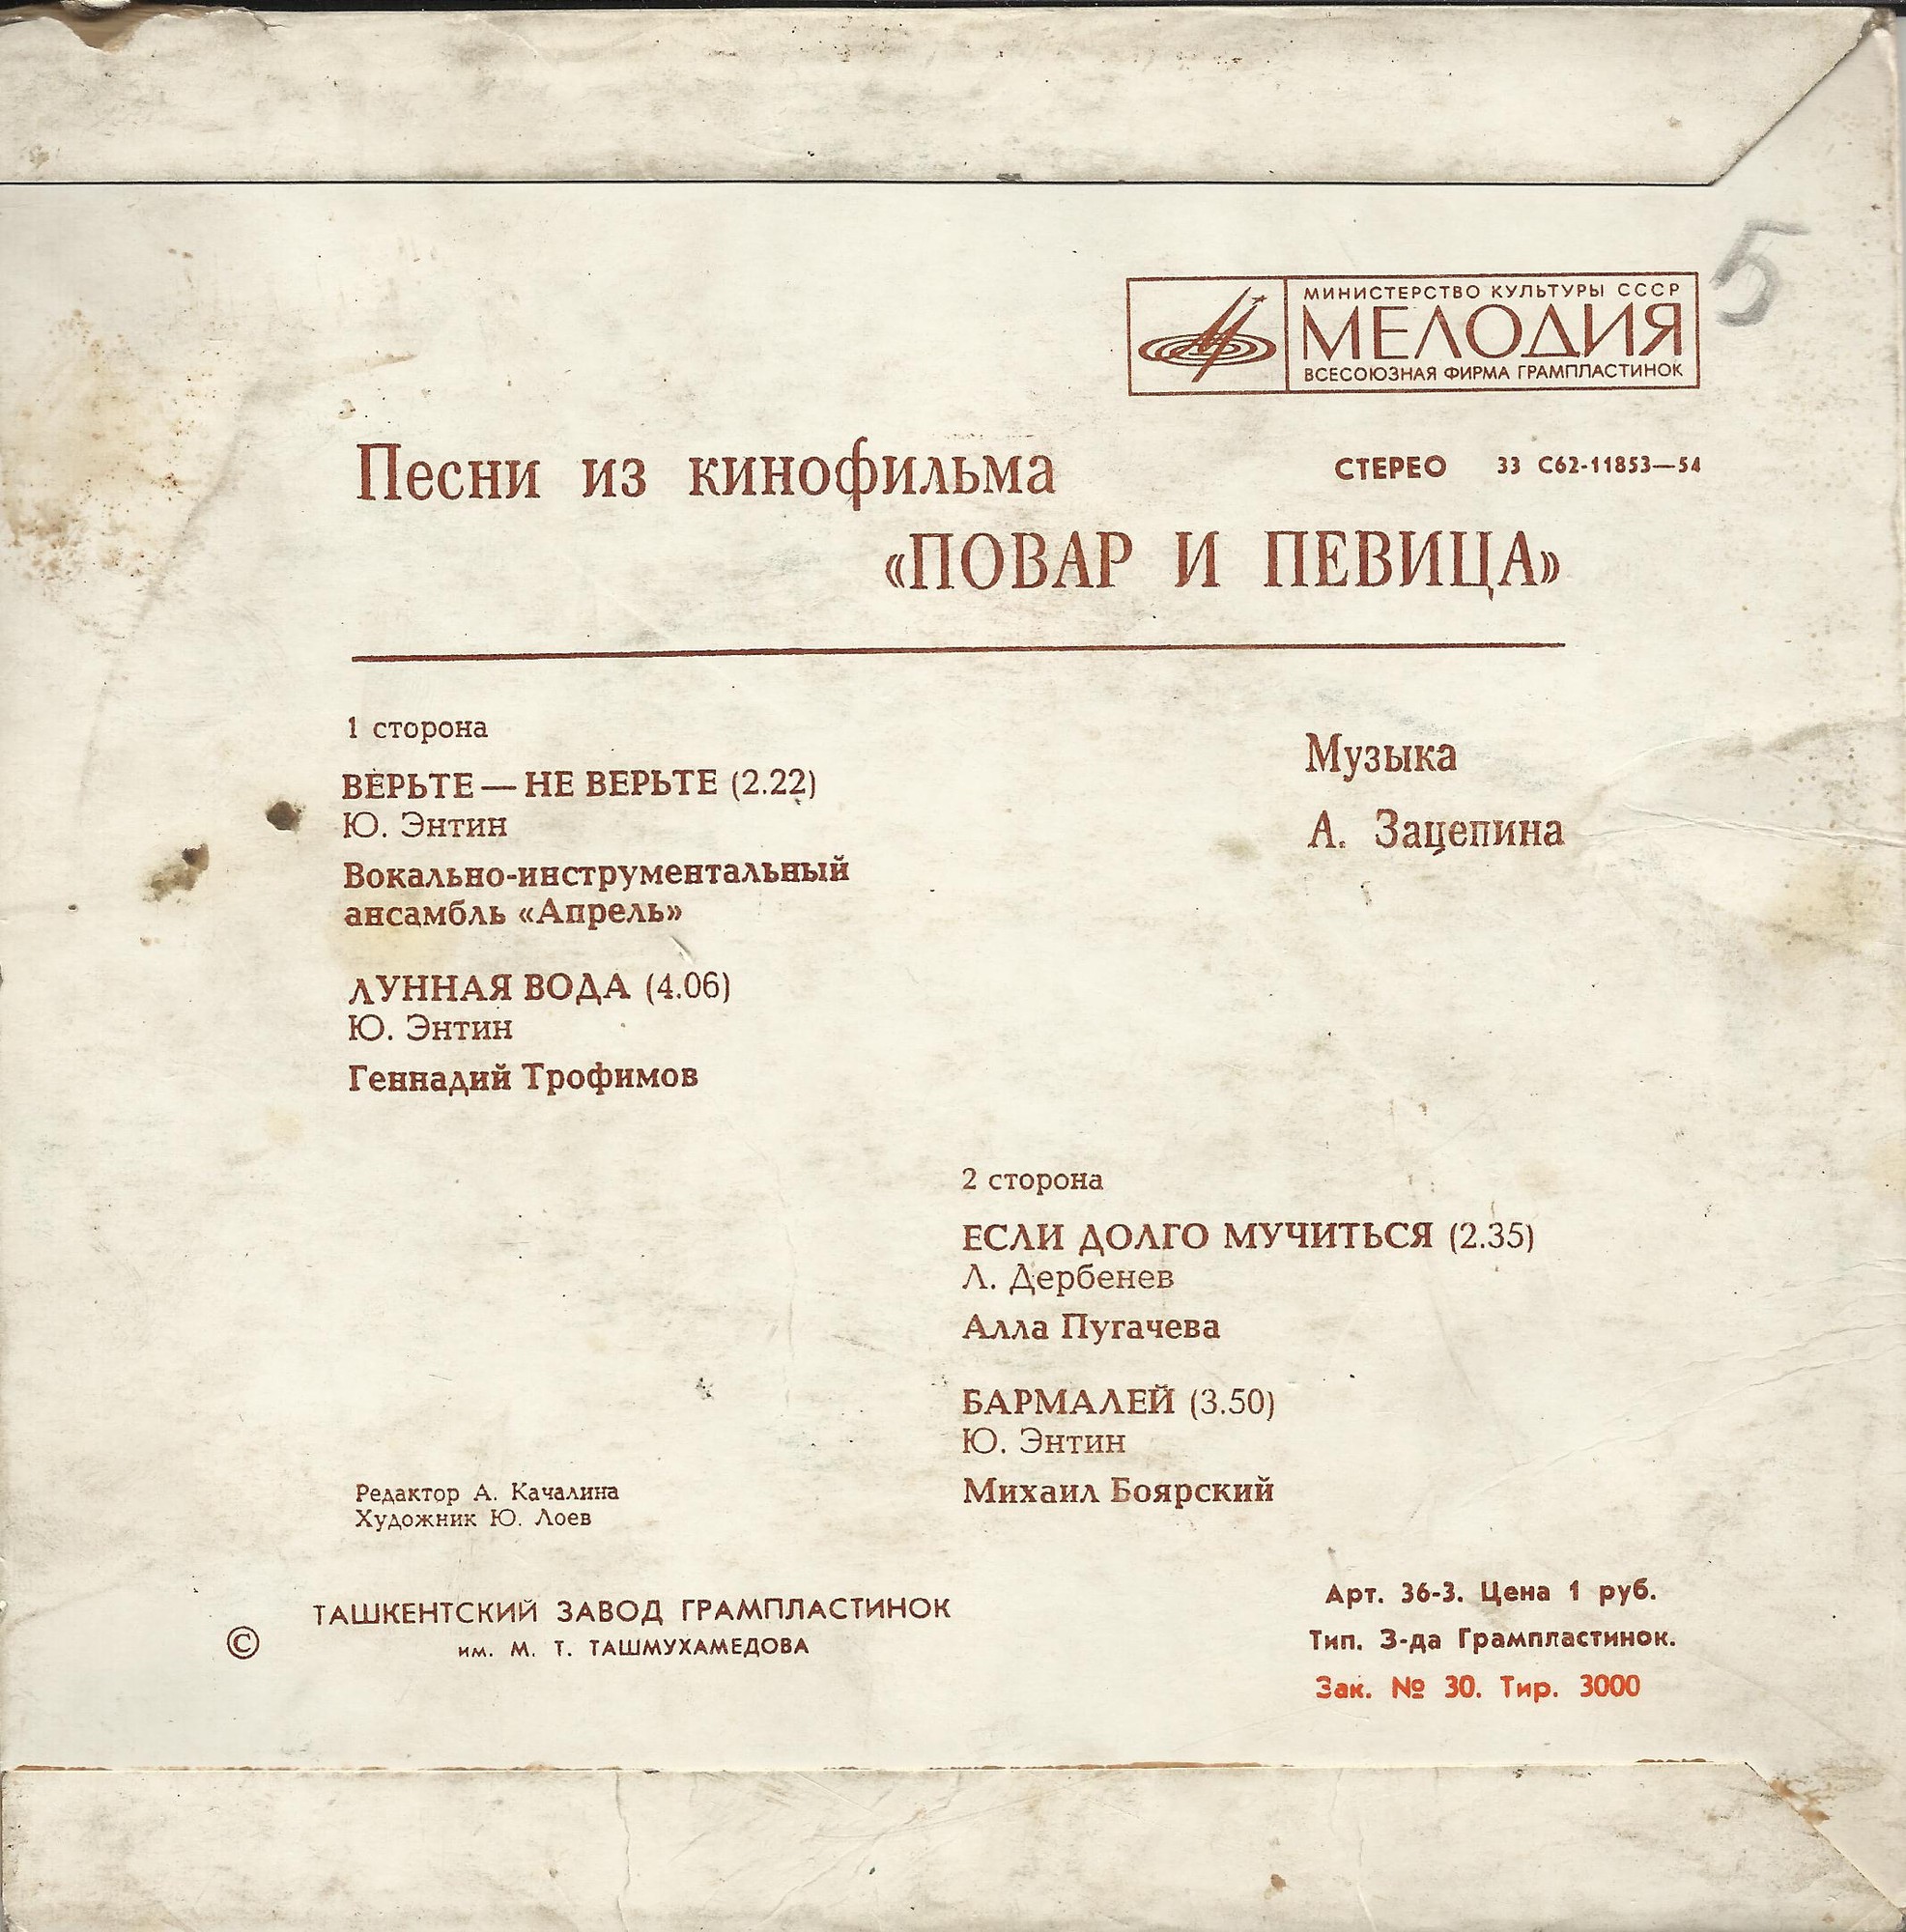 5
МИНИСТЕРСТВО КУЛЬТУРЫ СССР
МЕЛОДИЯ
ВСЕСОЮЗНАЯ ФИРМА ГРАМПЛАСТИНОК
Песни из кинофильма
СТЕРЕО 33 С62-11853—54
«ПОВАР И ПЕВИЦА»
1 сторона
ВЕРЬТЕ — НЕ ВЕРЬТЕ (2.22)
Ю. Энтин
Вокально-инструментальный
ансамбль «Апрель»
ЛУННАЯ ВОДА (4.06)
Ю. Энтин
Геннадий Трофимов
Музыка
А. Зацепина
2 сторона
ЕСЛИ ДОЛГО МУЧИТЬСЯ (2.35)
Л. Дербенев
Алла Пугачева
БАРМАЛЕЙ (3.50)
Ю. Энтин
Михаил Боярский
Редактор А. Качалина
Художник Ю. Лоев
©
ТАШКЕНТСКИЙ ЗАВОД ГРАМПЛАСТИНОК
им. М. Т. ТАШМУХАМЕДОВА
Арт. 36-3. Цена 1 руб.
Тип. З-да Грампластинок.
Зак. № 30. Тир. 3000